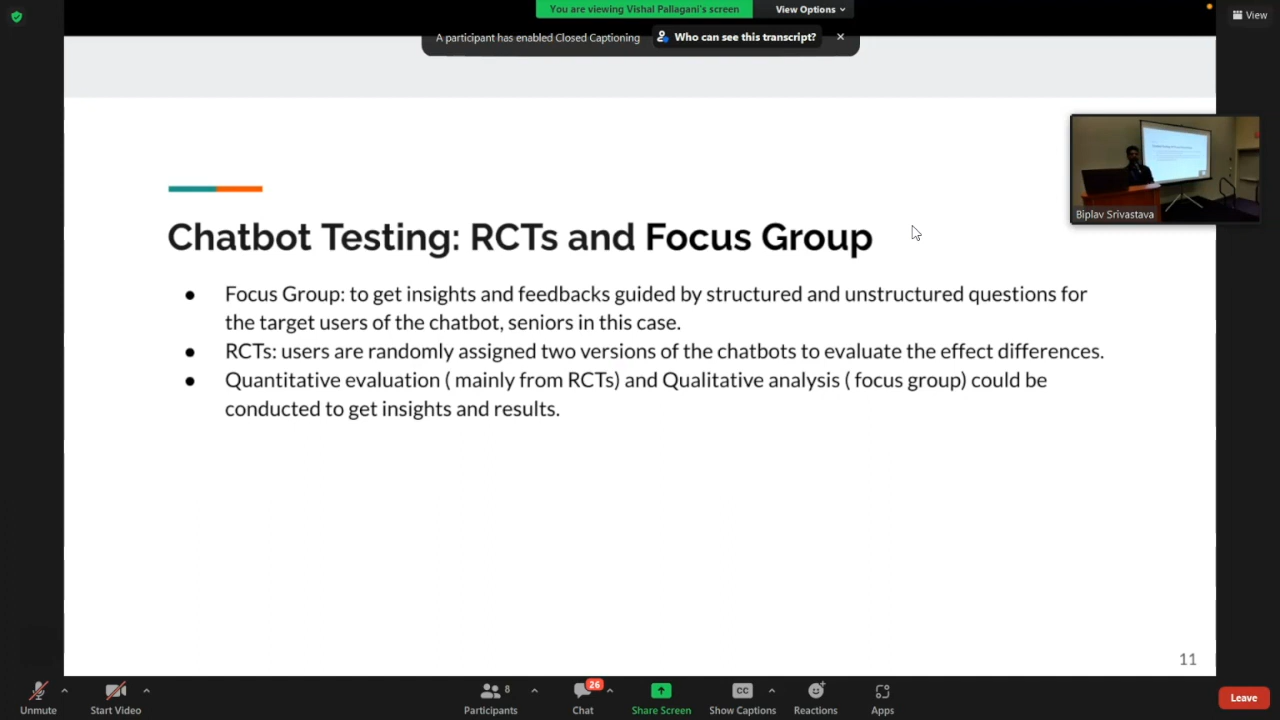 You are viewing Vishal Pallagani's screen
View Options
View
A participant has enabled Closed Captioning
Who can see this transcript?
Biplav Srivastava
Chatbot Testing: RCTs and Focus Group
● Focus Group: to get insights and feedbacks guided by structured and unstructured questions for
the target users of the chatbot, seniors in this case.
● RCTs: users are randomly assigned two versions of the chatbots to evaluate the effect differences.
● Quantitative evaluation ( mainly from RCTs) and Qualitative analysis ( focus group) could be
conducted to get insights and results.
11
Unmute
Start Video
Participants
8
Chat
26
Share Screen
CC
Show Captions
Reactions
Apps
Leave